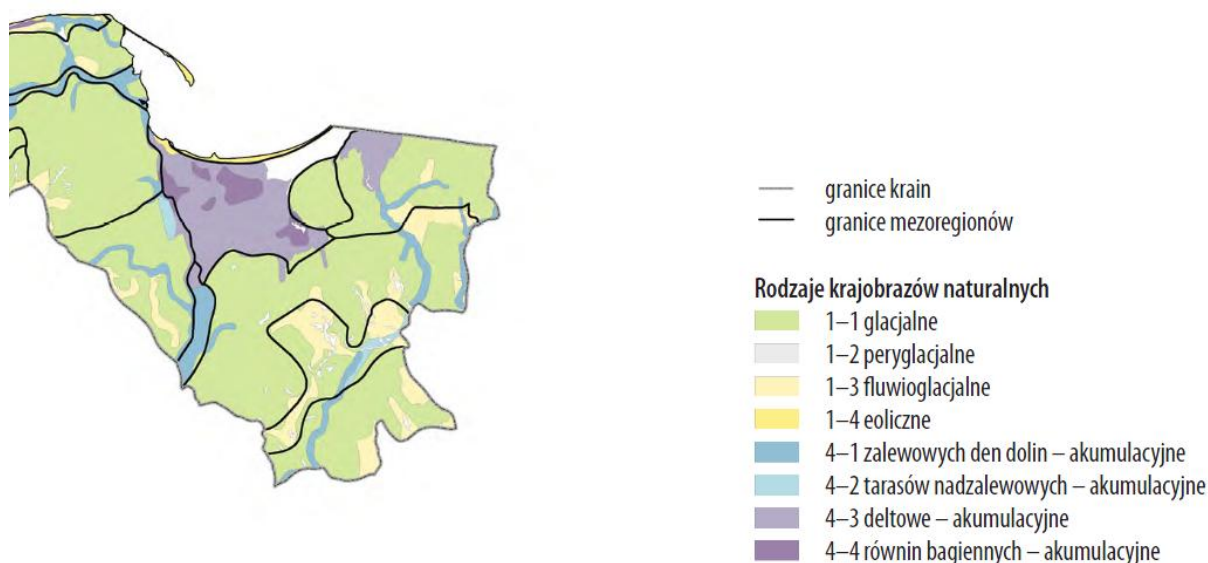 granice krain
granice mezoregionów
Rodzaje krajobrazów naturalnych
1–1 glacjalne
1–2 peryglacjalne
1–3 fluwioglacjalne
1–4 eoliczne
4–1 zalewowych den dolin – akumulacyjne
4–2 tarasów nadzalewowych – akumulacyjne
4–3 deltowe – akumulacyjne
4–4 równin bagiennych – akumulacyjne